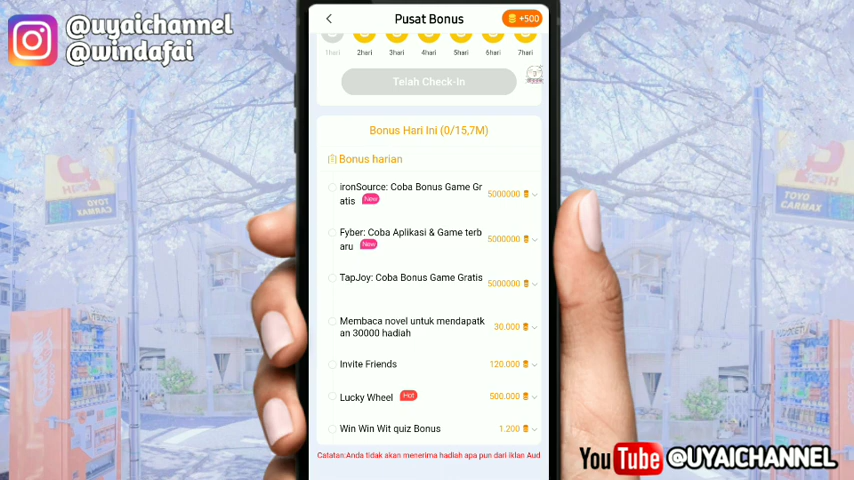 @uyaichannel
@windafai
Pusat Bonus
+500
1hari 2hari 3hari 4hari 5hari 6hari 7hari
Telah Check-In
Bonus Hari Ini (0/15,7M)
Bonus harian
ironSource: Coba Bonus Game Gr
atis New
5000000
Fyber: Coba Aplikasi & Game terb
aru New
5000000
TapJoy: Coba Bonus Game Gratis
5000000
Membaca novel untuk mendapatk
an 30000 hadiah
30.000
Invite Friends 120.000
Lucky Wheel Hot 500.000
Win Win Wit quiz Bonus 1.200
Catatan:Anda tidak akan menerima hadiah apa pun dari iklan Aud
TOYO
CARMAX
YouTube @UYAICHANNEL